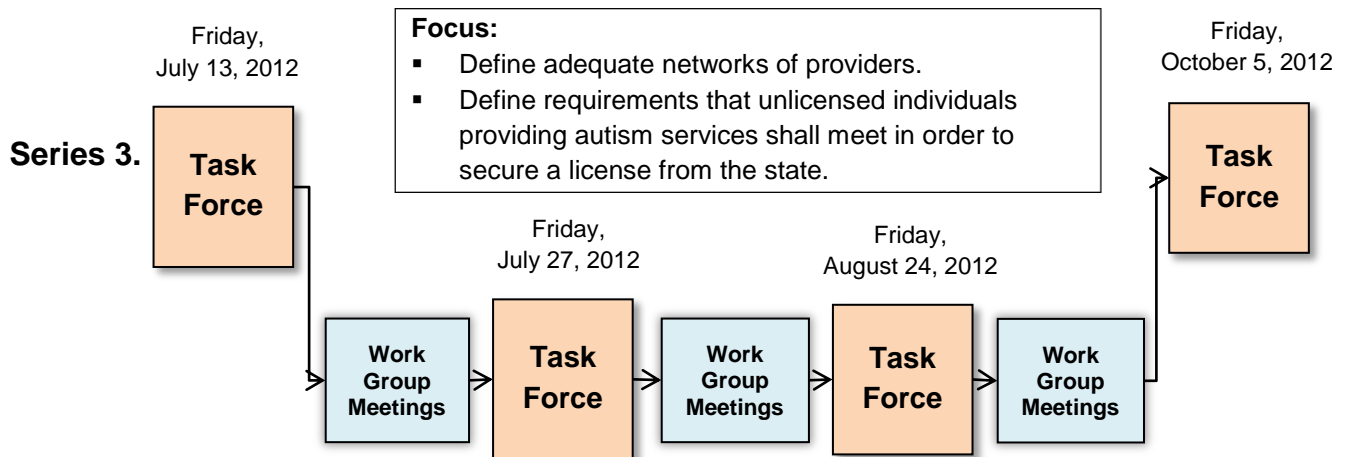 Friday,
July 13, 2012
Focus:
▪ Define adequate networks of providers.
▪ Define requirements that unlicensed individuals
providing autism services shall meet in order to
secure a license from the state.
Friday,
October 5, 2012
Series 3.
Task
Force
Task
Force
Friday,
July 27, 2012
Friday,
August 24, 2012
Work
Group
Meetings
Task
Force
Work
Group
Meetings
Task
Force
Work
Group
Meetings